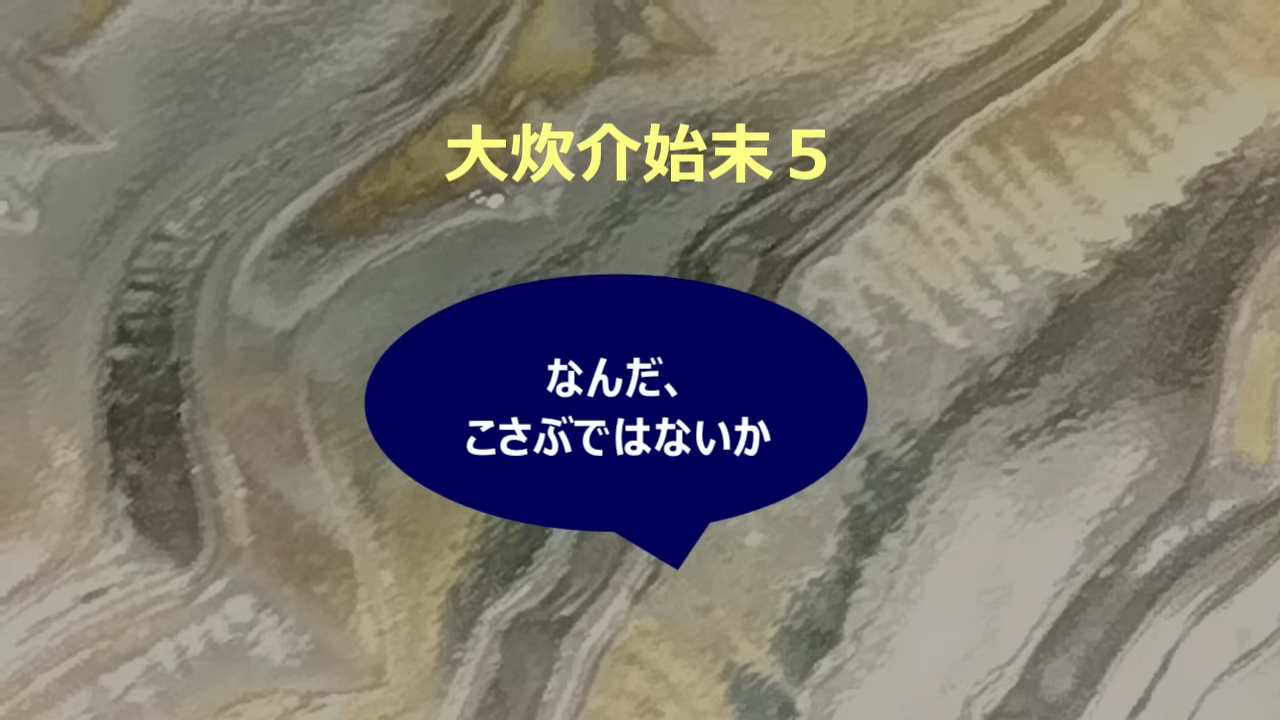 大炊介始末５
なんだ、
こさぶではないか